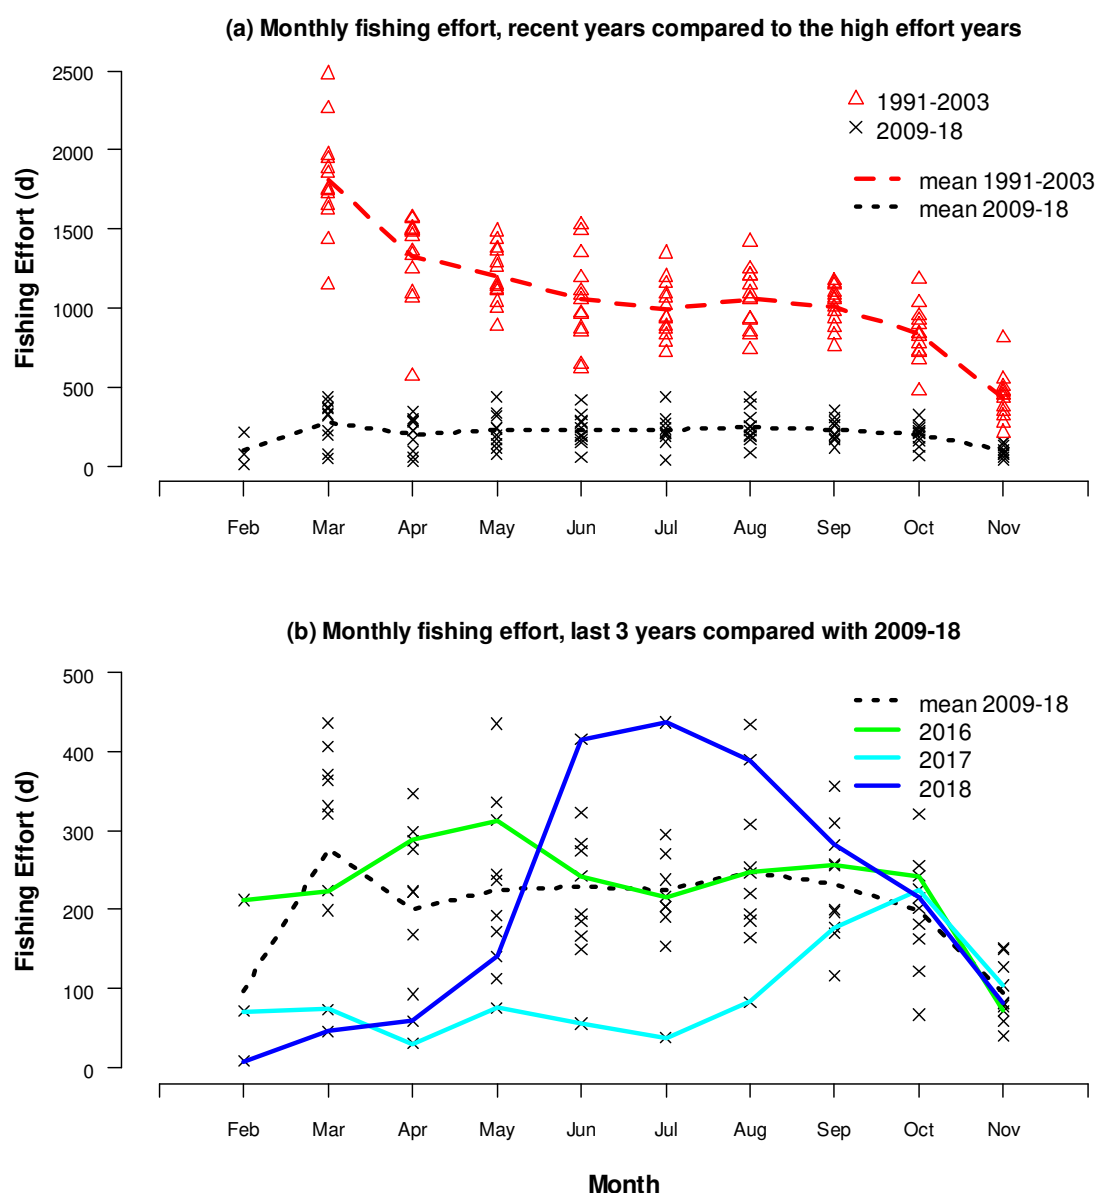 (a) Monthly fishing effort, recent years compared to the high effort years
2500
2000
1500
1000
500
0
Fishing Effort (d)
1991-2003
2009-18
mean 1991-2003
mean 2009-18
Feb Mar Apr May Jun Jul Aug Sep Oct Nov
(b) Monthly fishing effort, last 3 years compared with 2009-18
500
400
300
200
100
0
Fishing Effort (d)
mean 2009-18
2016
2017
2018
Feb Mar Apr May Jun Jul Aug Sep Oct Nov
Month